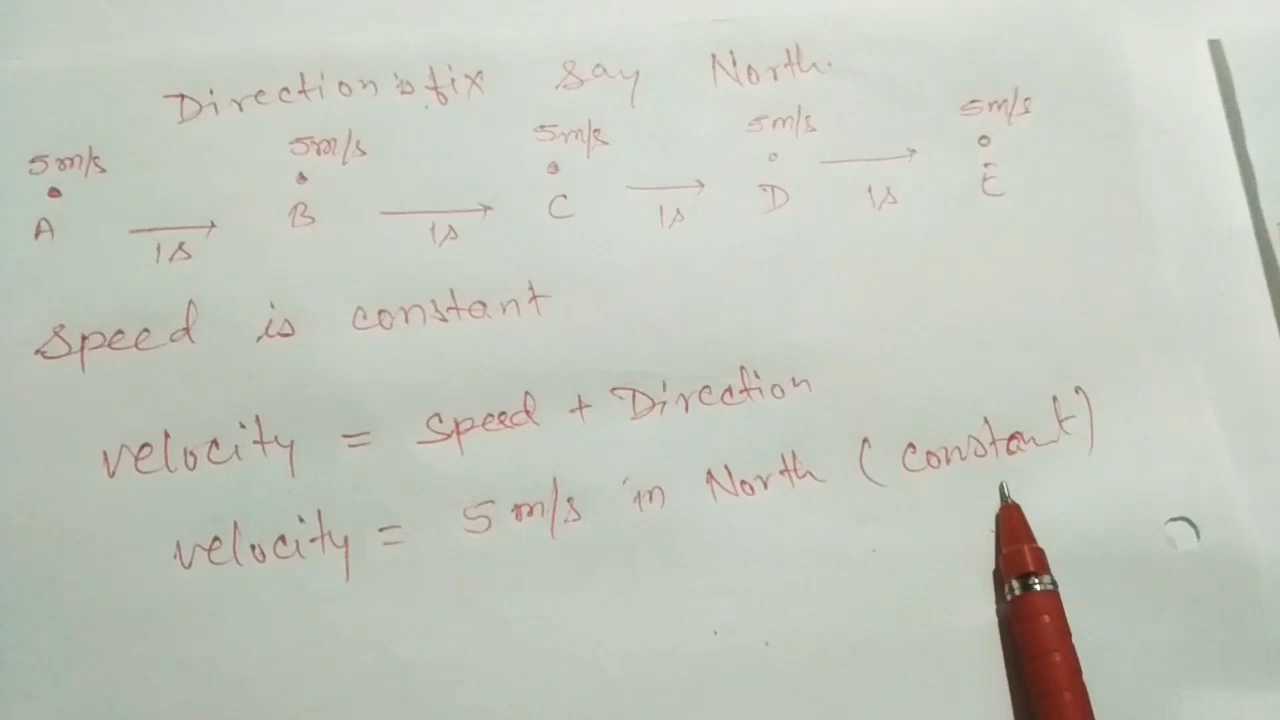 Direction is fix say North.
5m/s 5m/s 5m/s 5m/s 5m/s
A B C D E
1s 1s 1s 1s
Speed is constant
velocity = Speed + Direction
velocity = 5 m/s in North (constant)